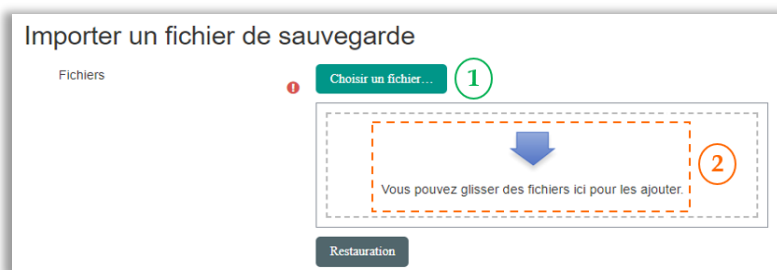 Importer un fichier de sauvegarde
Fichiers
Choisir un fichier...
1
Vous pouvez glisser des fichiers ici pour les ajouter.
2
Restauration